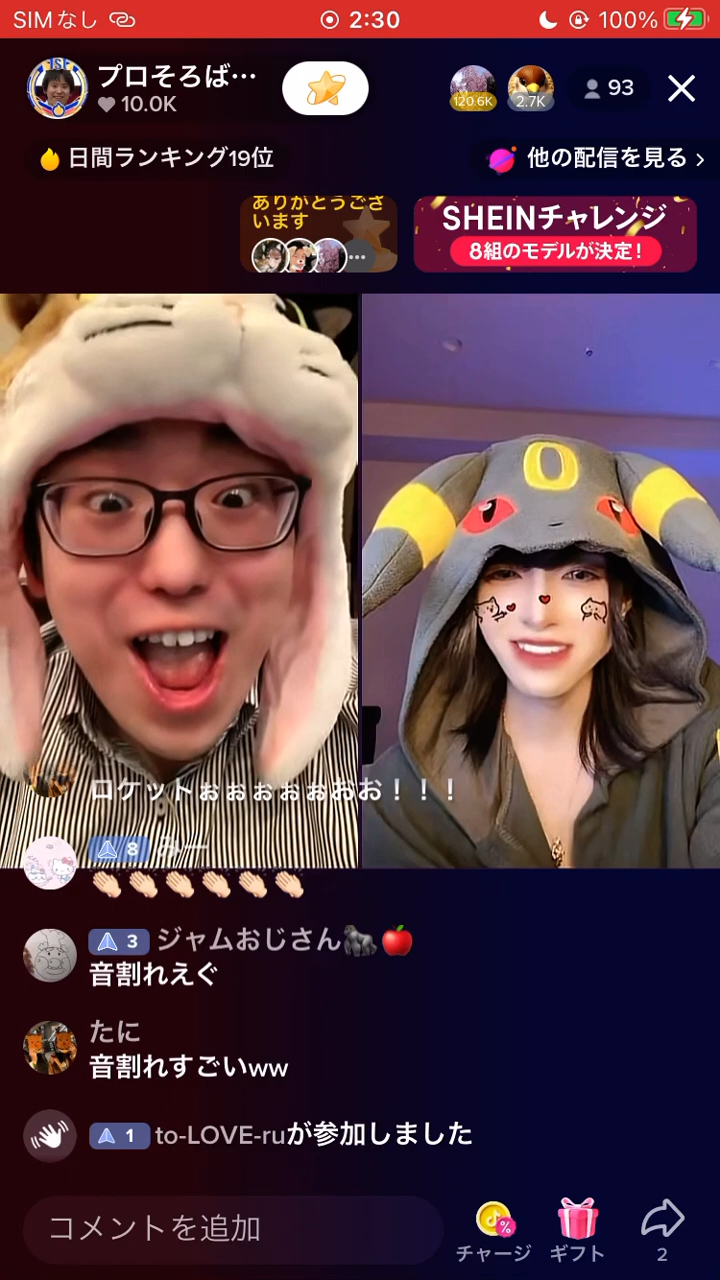 SIMなし
2:30
100%
プロそろば…
10.0K
120.6K
2.7K
93
日間ランキング19位
他の配信を見る
ありがとうござ
います
SHEINチャレンジ
8組のモデルが決定！
ロケットぉぉぉぉぉおお！！！
8 みー
👏🏻👏🏻👏🏻👏🏻👏🏻👏🏻
3 ジャムおじさん🦍🍎
音割れえぐ
たに
音割れすごいww
1 to-LOVE-ruが参加しました
コメントを追加
チャージ
ギフト
2